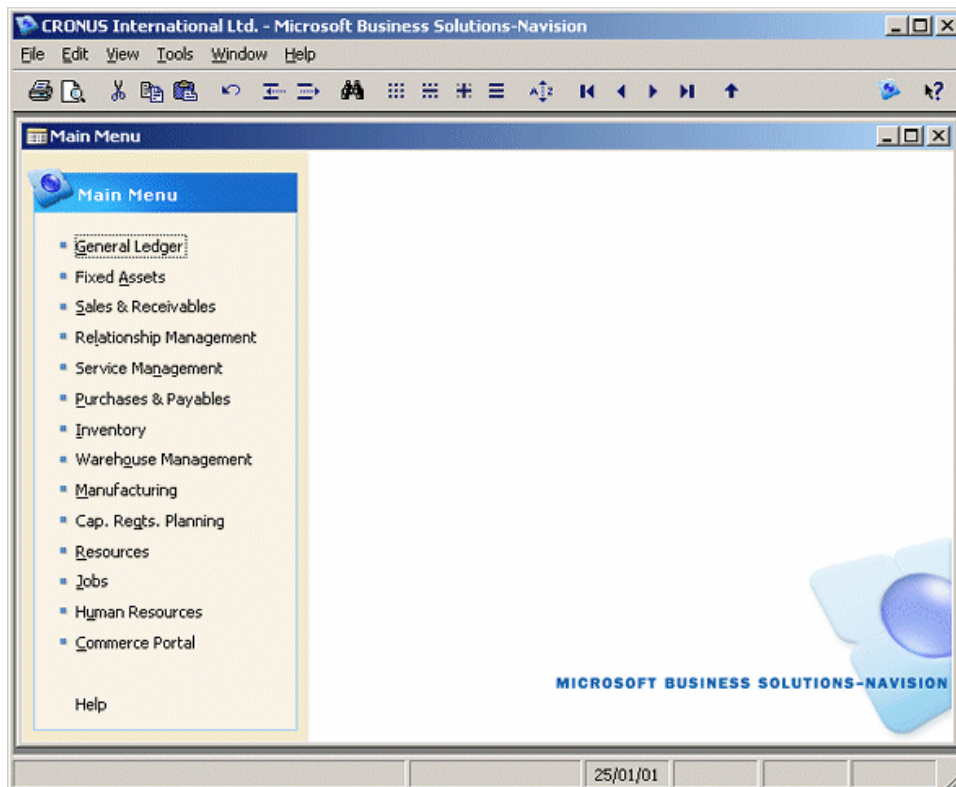 CRONUS International Ltd. - Microsoft Business Solutions-Navision
File Edit View Tools Window Help
Main Menu
Main Menu
General Ledger
Fixed Assets
Sales & Receivables
Relationship Management
Service Management
Purchases & Payables
Inventory
Warehouse Management
Manufacturing
Cap. Reqts. Planning
Resources
Jobs
Human Resources
Commerce Portal
MICROSOFT BUSINESS SOLUTIONS-NAVISION
Help
25/01/01